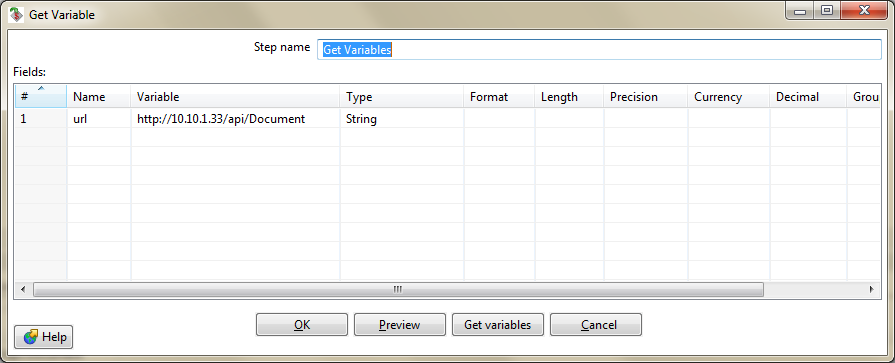 Get Variable
Step name Get Variables
Fields:
# Name Variable Type Format Length Precision Currency Decimal Grou
1 url http://10.10.1.33/api/Document String
OK Preview Get variables Cancel
Help